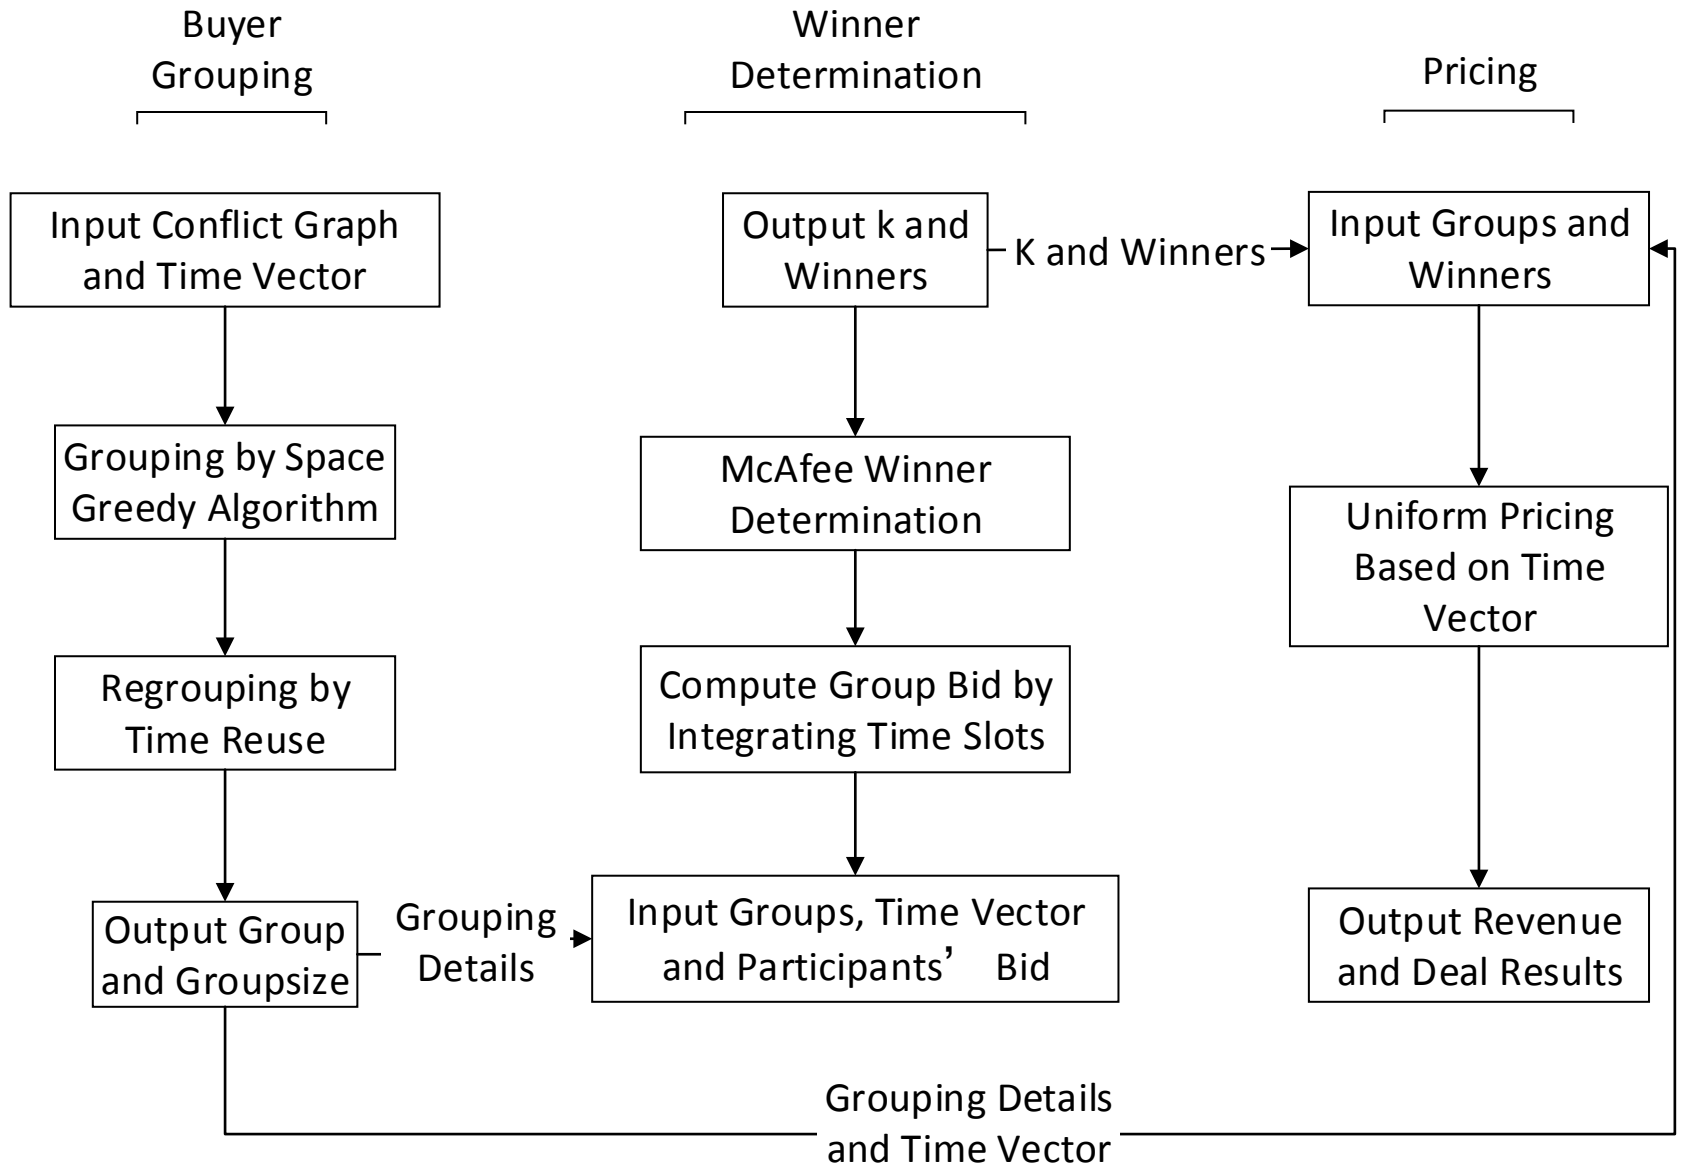 Buyer
Grouping
Input Conflict Graph
and Time Vector
Grouping by Space
Greedy Algorithm
Regrouping by
Time Reuse
Output Group
and Groupsize
Grouping
Details
Winner
Determination
Output k and
Winners
K and Winners
McAfee Winner
Determination
Compute Group Bid by
Integrating Time Slots
Input Groups, Time Vector
and Participants’ Bid
Pricing
Input Groups and
Winners
Uniform Pricing
Based on Time
Vector
Output Revenue
and Deal Results
Grouping Details
and Time Vector